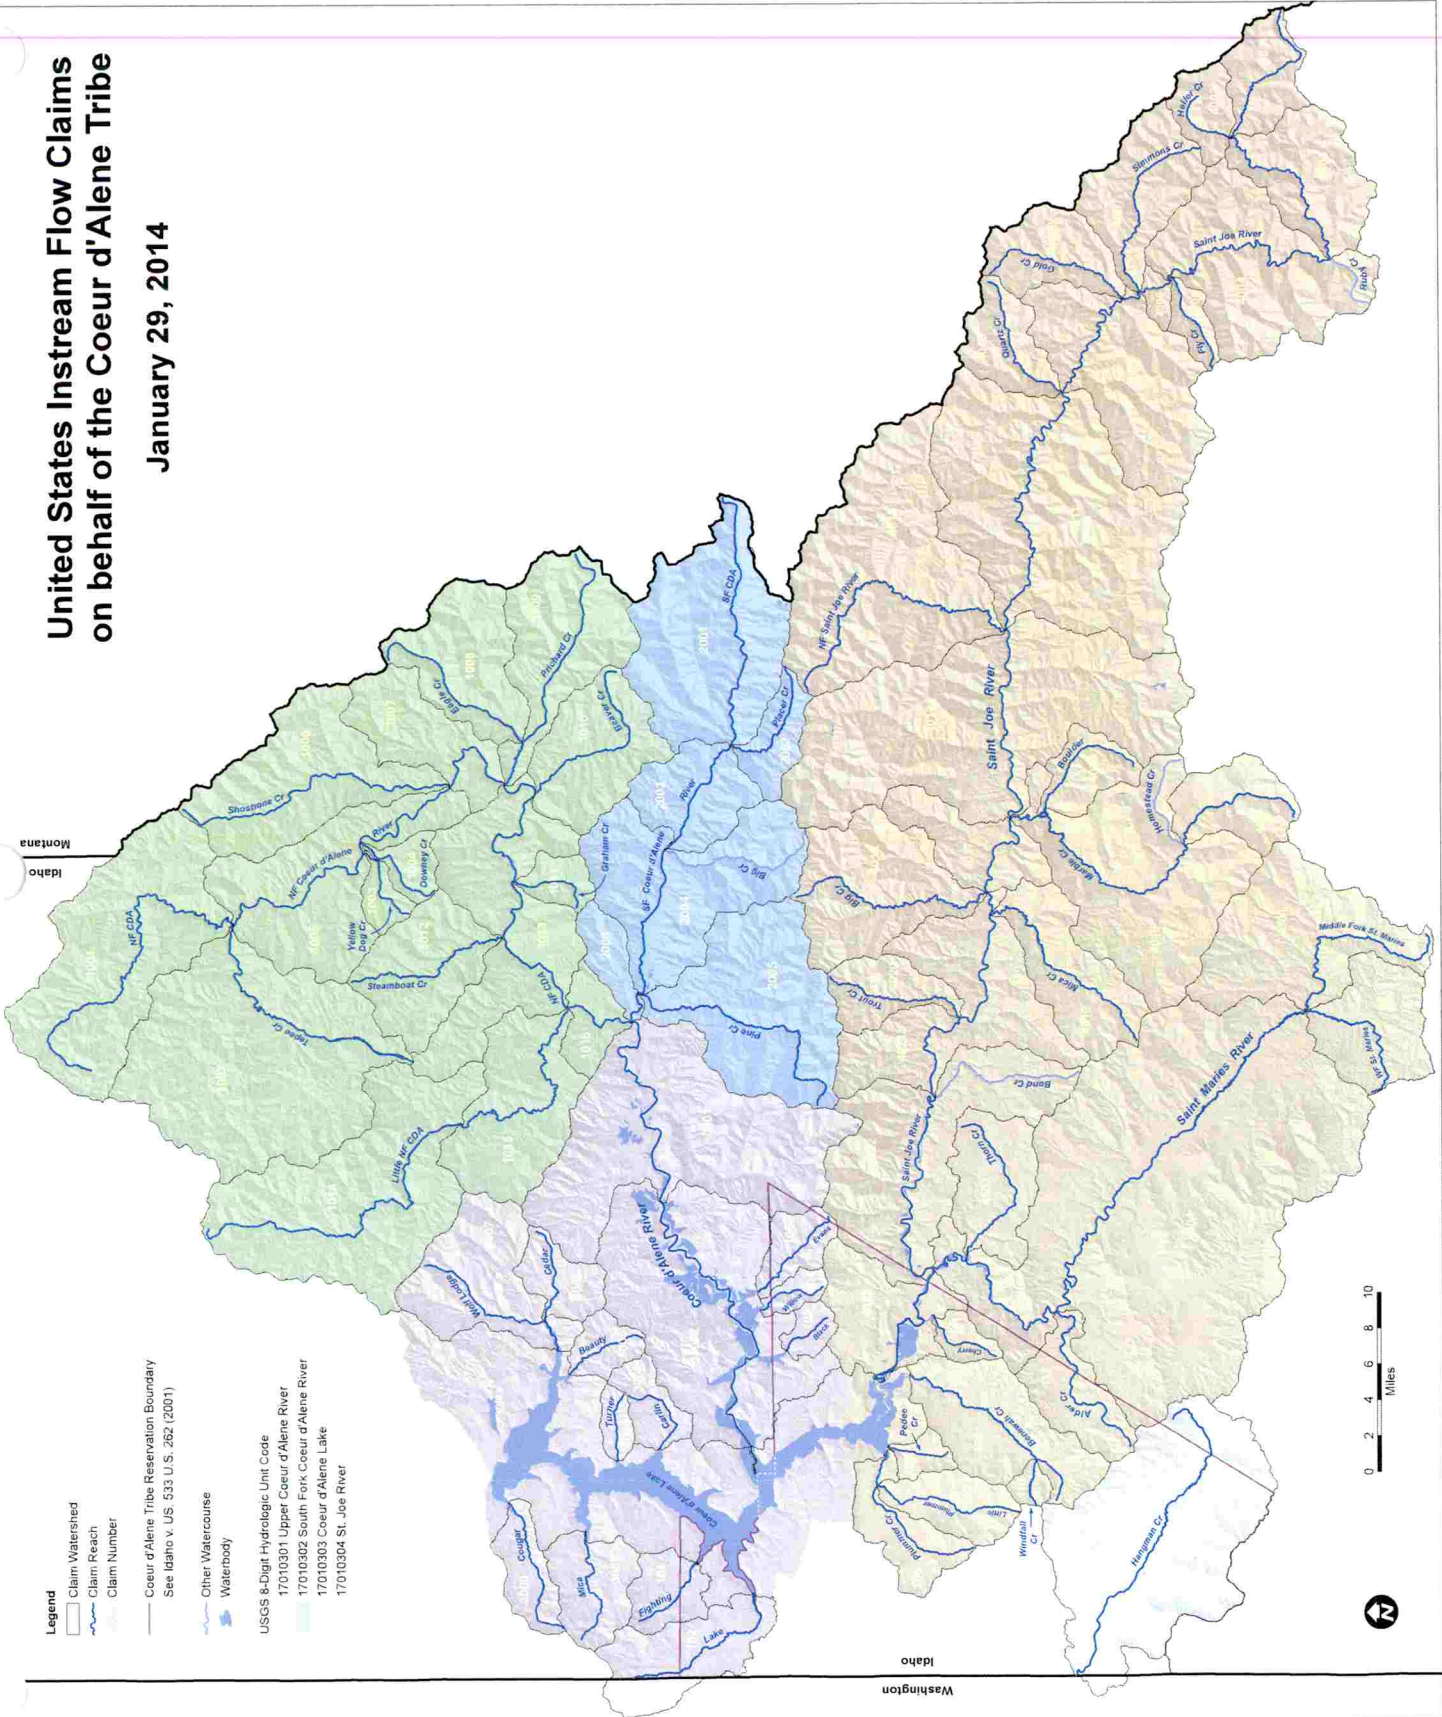 United States Instream Flow Claims
on behalf of the Coeur d'Alene Tribe
January 29, 2014
Legend
Claim Watershed
Claim Reach
Claim Number
Coeur d'Alene Tribe Reservation Boundary
See Idaho v. US. 533 U.S. 262 (2001)
Other Watercourse
Waterbody
USGS 8-Digit Hydrologic Unit Code
17010301 Upper Coeur d'Alene River
17010302 South Fork Coeur d'Alene River
17010303 Coeur d'Alene Lake
17010304 St. Joe River
Montana
Idaho
NF CDA
Shoshone Cr
NF Coeur d'Alene
River
Yellow
Dog Cr
Downey Cr
Steamboat Cr
Tepee Cr
Eagle Cr
Prichard Cr
Beaver Cr
Graham Cr
NF CDA
Little NF CDA
SF CDA
2001
Placer Cr
SF Coeur d'Alene
River
Big Cr
Pine Cr
Wolf Lodge
Cedar
Beauty
Turner
Carlin
Coeur d'Alene River
Coeur d'Alene Lake
Evans
Willow
Black
Cougar
Mica
Fighting
Lake
NF Saint Joe River
Saint Joe River
Big Cr
Trout Cr
Mica Cr
Marble Cr
Boulder
Homestead Cr
Bond Cr
Saint Joe River
Thorn Cr
Saint Maries River
Middle Fork St. Maries
WF St. Maries
Quartz Cr
Gold Cr
Simmons Cr
Heller Cr
Saint Joe River
Fly Cr
Ruby Cr
Cherry
Alder Cr
Benewah Cr
Pedee
Cr
Plummer Cr
Little
Plummer
Windfall
Cr
Hangman Cr
Washington
Idaho
0 2 4 6 8 10
Miles
N